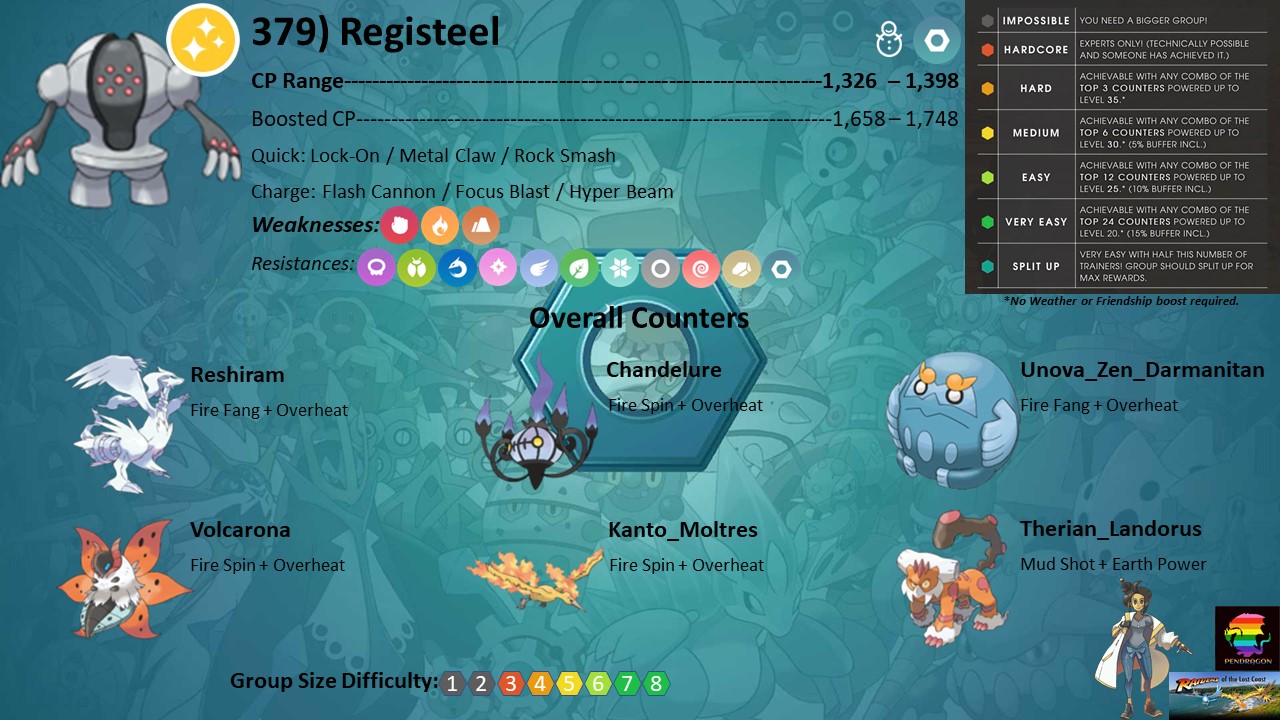 379) Registeel
CP Range------------------------------------------------------------------1,326 – 1,398
Boosted CP------------------------------------------------------------------1,658 – 1,748
Quick: Lock-On / Metal Claw / Rock Smash
Charge: Flash Cannon / Focus Blast / Hyper Beam
Weaknesses:
Resistances:
IMPOSSIBLE YOU NEED A BIGGER GROUP!
HARDCORE EXPERTS ONLY! (TECHNICALLY POSSIBLE
AND SOMEONE HAS ACHIEVED IT.)
HARD ACHIEVABLE WITH ANY COMBO OF THE
TOP 3 COUNTERS POWERED UP TO
LEVEL 35.*
MEDIUM ACHIEVABLE WITH ANY COMBO OF THE
TOP 6 COUNTERS POWERED UP TO
LEVEL 30.* (5% BUFFER INCL.)
EASY ACHIEVABLE WITH ANY COMBO OF THE
TOP 12 COUNTERS POWERED UP TO
LEVEL 25.* (10% BUFFER INCL.)
VERY EASY ACHIEVABLE WITH ANY COMBO OF THE
TOP 24 COUNTERS POWERED UP TO
LEVEL 20.* (15% BUFFER INCL.)
SPLIT UP VERY EASY WITH HALF THIS NUMBER OF
TRAINERS! GROUP SHOULD SPLIT UP FOR
MAX REWARDS.
*No Weather or Friendship boost required.
Overall Counters
Reshiram
Fire Fang + Overheat
Chandelure
Fire Spin + Overheat
Unova_Zen_Darmanitan
Fire Fang + Overheat
Volcarona
Fire Spin + Overheat
Kanto_Moltres
Fire Spin + Overheat
Therian_Landorus
Mud Shot + Earth Power
Group Size Difficulty: 1 2 3 4 5 6 7 8
PENDRAGON
RAIDERS of the Lost Coast